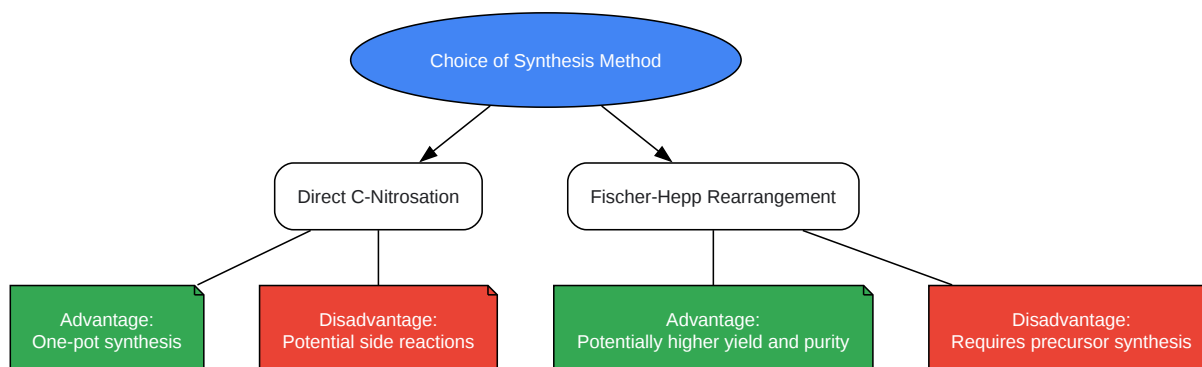 Choice of Synthesis Method
Direct C-Nitrosation
Fischer-Hepp Rearrangement
Advantage:
One-pot synthesis
Disadvantage:
Potential side reactions
Advantage:
Potentially higher yield and purity
Disadvantage:
Requires precursor synthesis